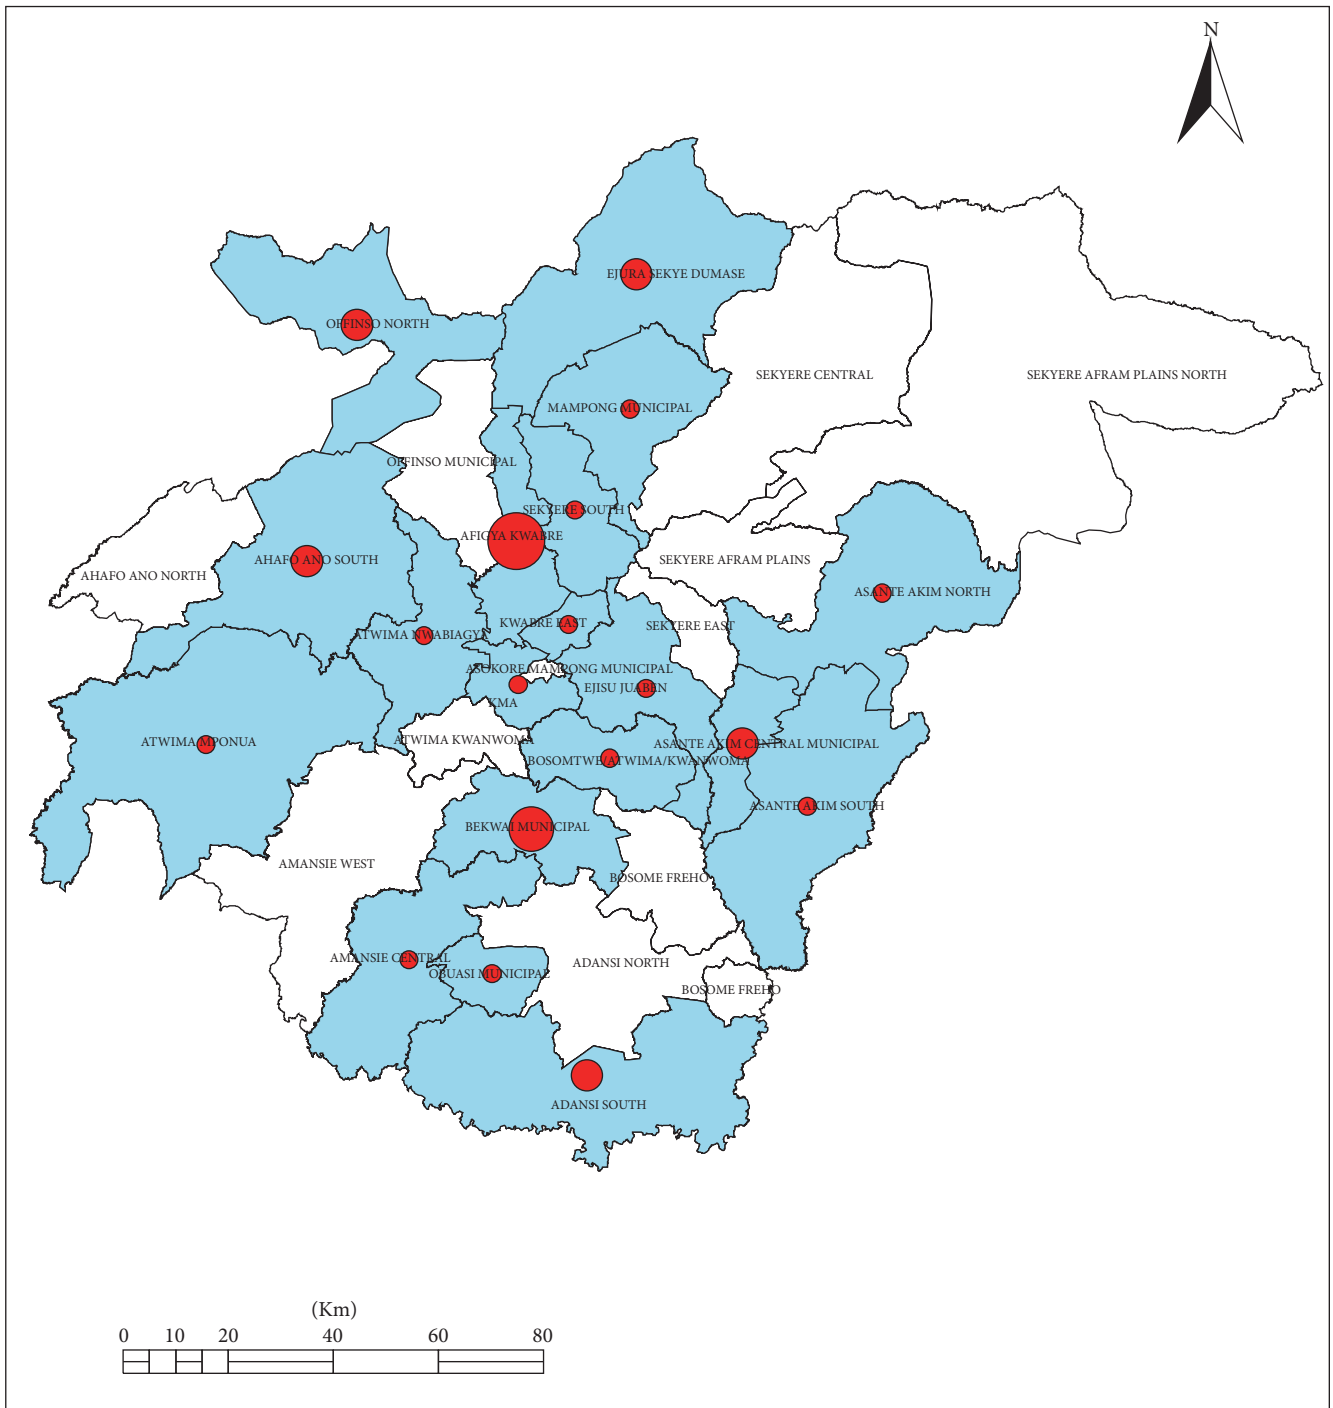 N
EJURA SEKYE DUMASE
OFFINSO NORTH
SEKYERE CENTRAL
SEKYERE AFRAM PLAINS NORTH
MAMPONG MUNICIPAL
OFFINSO MUNICIPAL
SEKYERE SOUTH
AFIGYA KWABRE
AHAFO ANO SOUTH
SEKYERE AFRAM PLAINS
AHAFO ANO NORTH
ASANTE AKIM NORTH
KWABRE EAST
SEKYERE EAST
ATWIMA NWABIAGYA
ASOKORE MAMPONG MUNICIPAL
EJISU JUABEN
KMA
ATWIMA KWANWOMA
ATWIMA MPONUA
ASANTE AKIM CENTRAL MUNICIPAL
BOSOMTWE/ATWIMA/KWANWOMA
ASANTE AKIM SOUTH
BEKWAI MUNICIPAL
AMANSIE WEST
BOSOME FREHO
AMANSIE CENTRAL
ADANSI NORTH
OBUASI MUNICIPAL
BOSOME FREHO
ADANSI SOUTH
(Km)
0 10 20 40 60 80